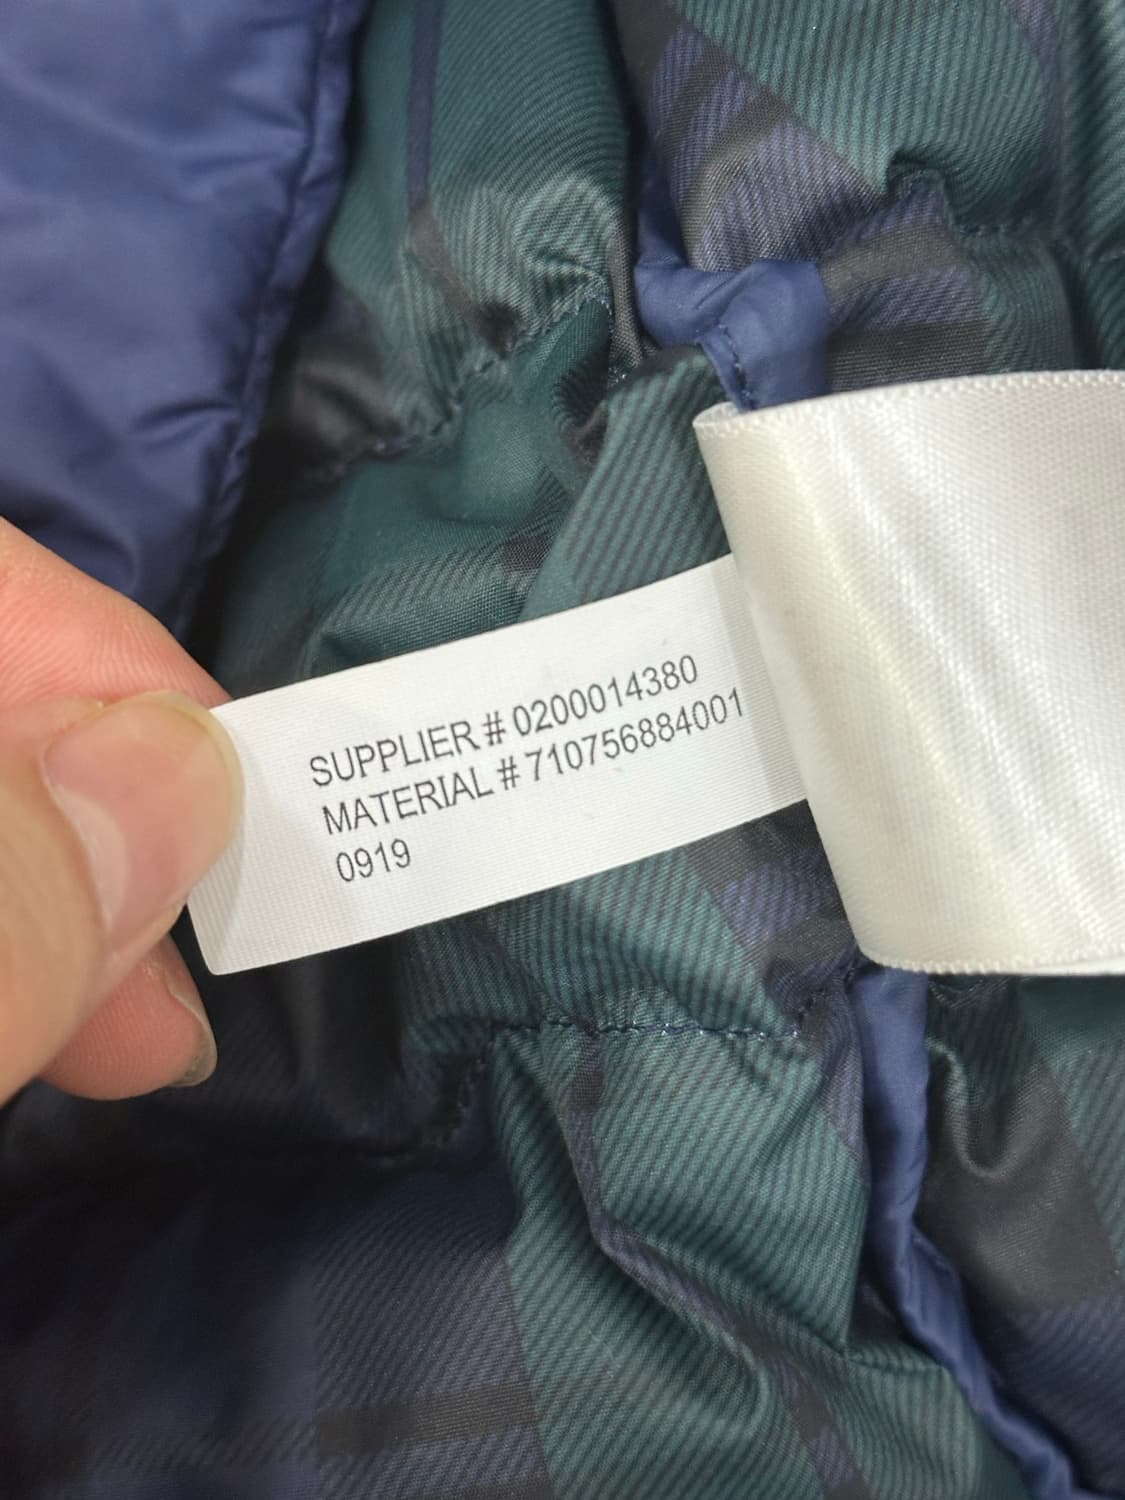 SUPPLIER # 0200014380
MATERIAL # 710756884001
0919